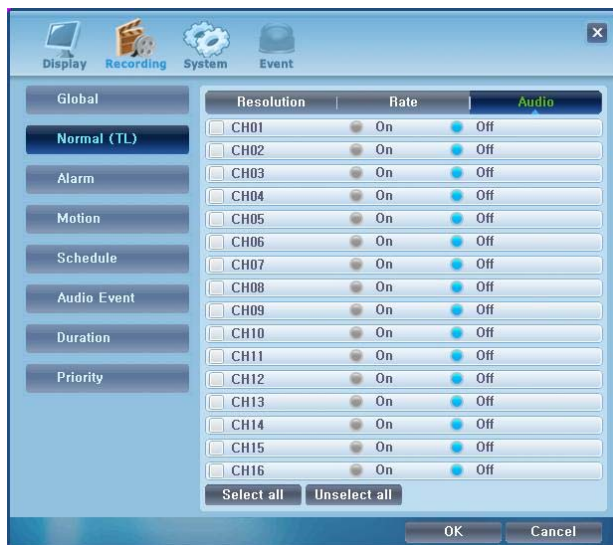 Display Recording System Event
Global
Normal (TL)
Alarm
Motion
Schedule
Audio Event
Duration
Priority
Resolution Rate Audio
CH01 On Off
CH02 On Off
CH03 On Off
CH04 On Off
CH05 On Off
CH06 On Off
CH07 On Off
CH08 On Off
CH09 On Off
CH10 On Off
CH11 On Off
CH12 On Off
CH13 On Off
CH14 On Off
CH15 On Off
CH16 On Off
Select all Unselect all
OK Cancel